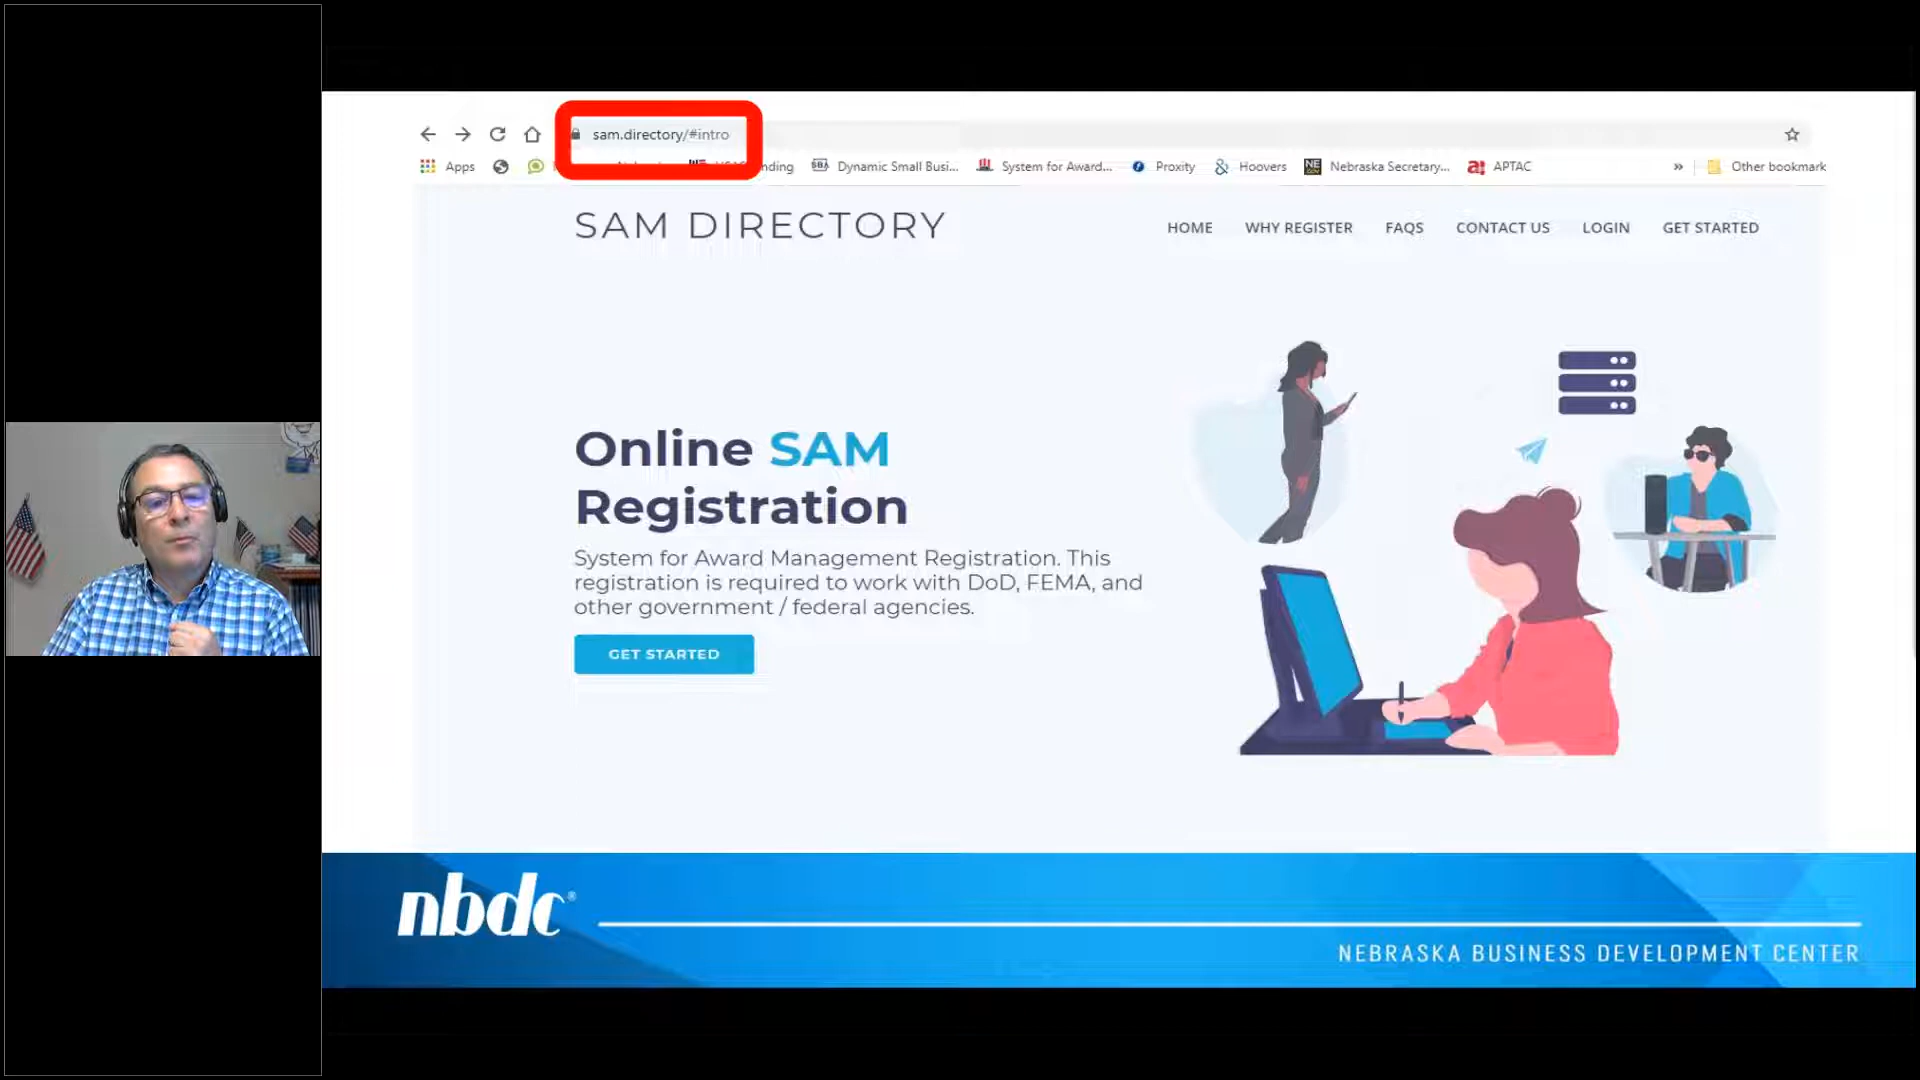 sam.directory/#intro
Apps
nding
Dynamic Small Busi...
System for Award...
Proxity
Hoovers
Nebraska Secretary...
APTAC
»
Other bookmark
SAM DIRECTORY
HOME
WHY REGISTER
FAQS
CONTACT US
LOGIN
GET STARTED
Online SAM
Registration
System for Award Management Registration. This
registration is required to work with DoD, FEMA, and
other government / federal agencies.
GET STARTED
nbdc®
NEBRASKA BUSINESS DEVELOPMENT CENTER